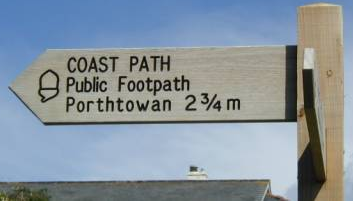 COAST PATH
Public Footpath
Porthtowan 2¾m